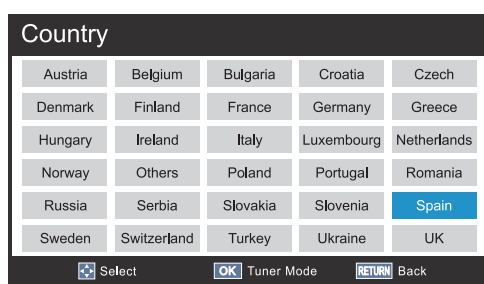 Country
Austria Belgium Bulgaria Croatia Czech
Denmark Finland France Germany Greece
Hungary Ireland Italy Luxembourg Netherlands
Norway Others Poland Portugal Romania
Russia Serbia Slovakia Slovenia Spain
Sweden Switzerland Turkey Ukraine UK
Select OK Tuner Mode RETURN Back